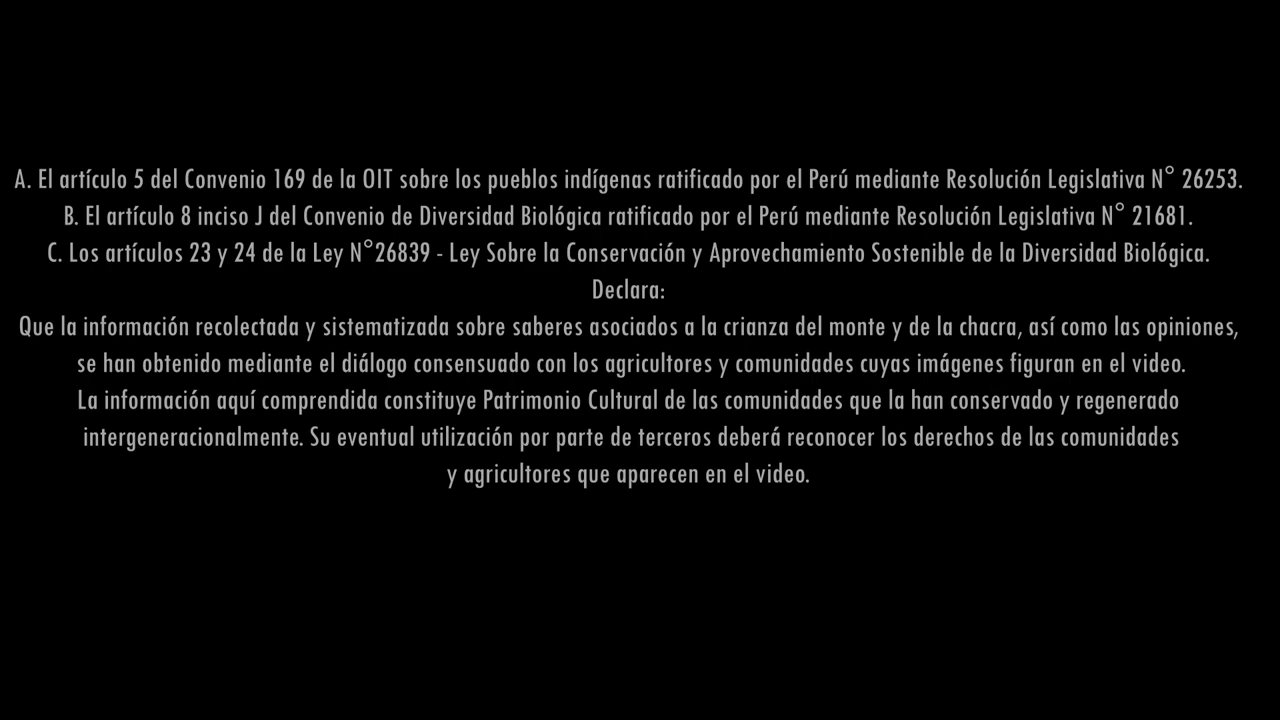 A. El artículo 5 del Convenio 169 de la OIT sobre los pueblos indígenas ratificado por el Perú mediante Resolución Legislativa N° 26253.
B. El artículo 8 inciso J del Convenio de Diversidad Biológica ratificado por el Perú mediante Resolución Legislativa N° 21681.
C. Los artículos 23 y 24 de la Ley N°26839 - Ley Sobre la Conservación y Aprovechamiento Sostenible de la Diversidad Biológica.
Declara:
Que la información recolectada y sistematizada sobre saberes asociados a la crianza del monte y de la chacra, así como las opiniones,
se han obtenido mediante el diálogo consensuado con los agricultores y comunidades cuyas imágenes figuran en el video.
La información aquí comprendida constituye Patrimonio Cultural de las comunidades que la han conservado y regenerado
intergeneracionalmente. Su eventual utilización por parte de terceros deberá reconocer los derechos de las comunidades
y agricultores que aparecen en el video.